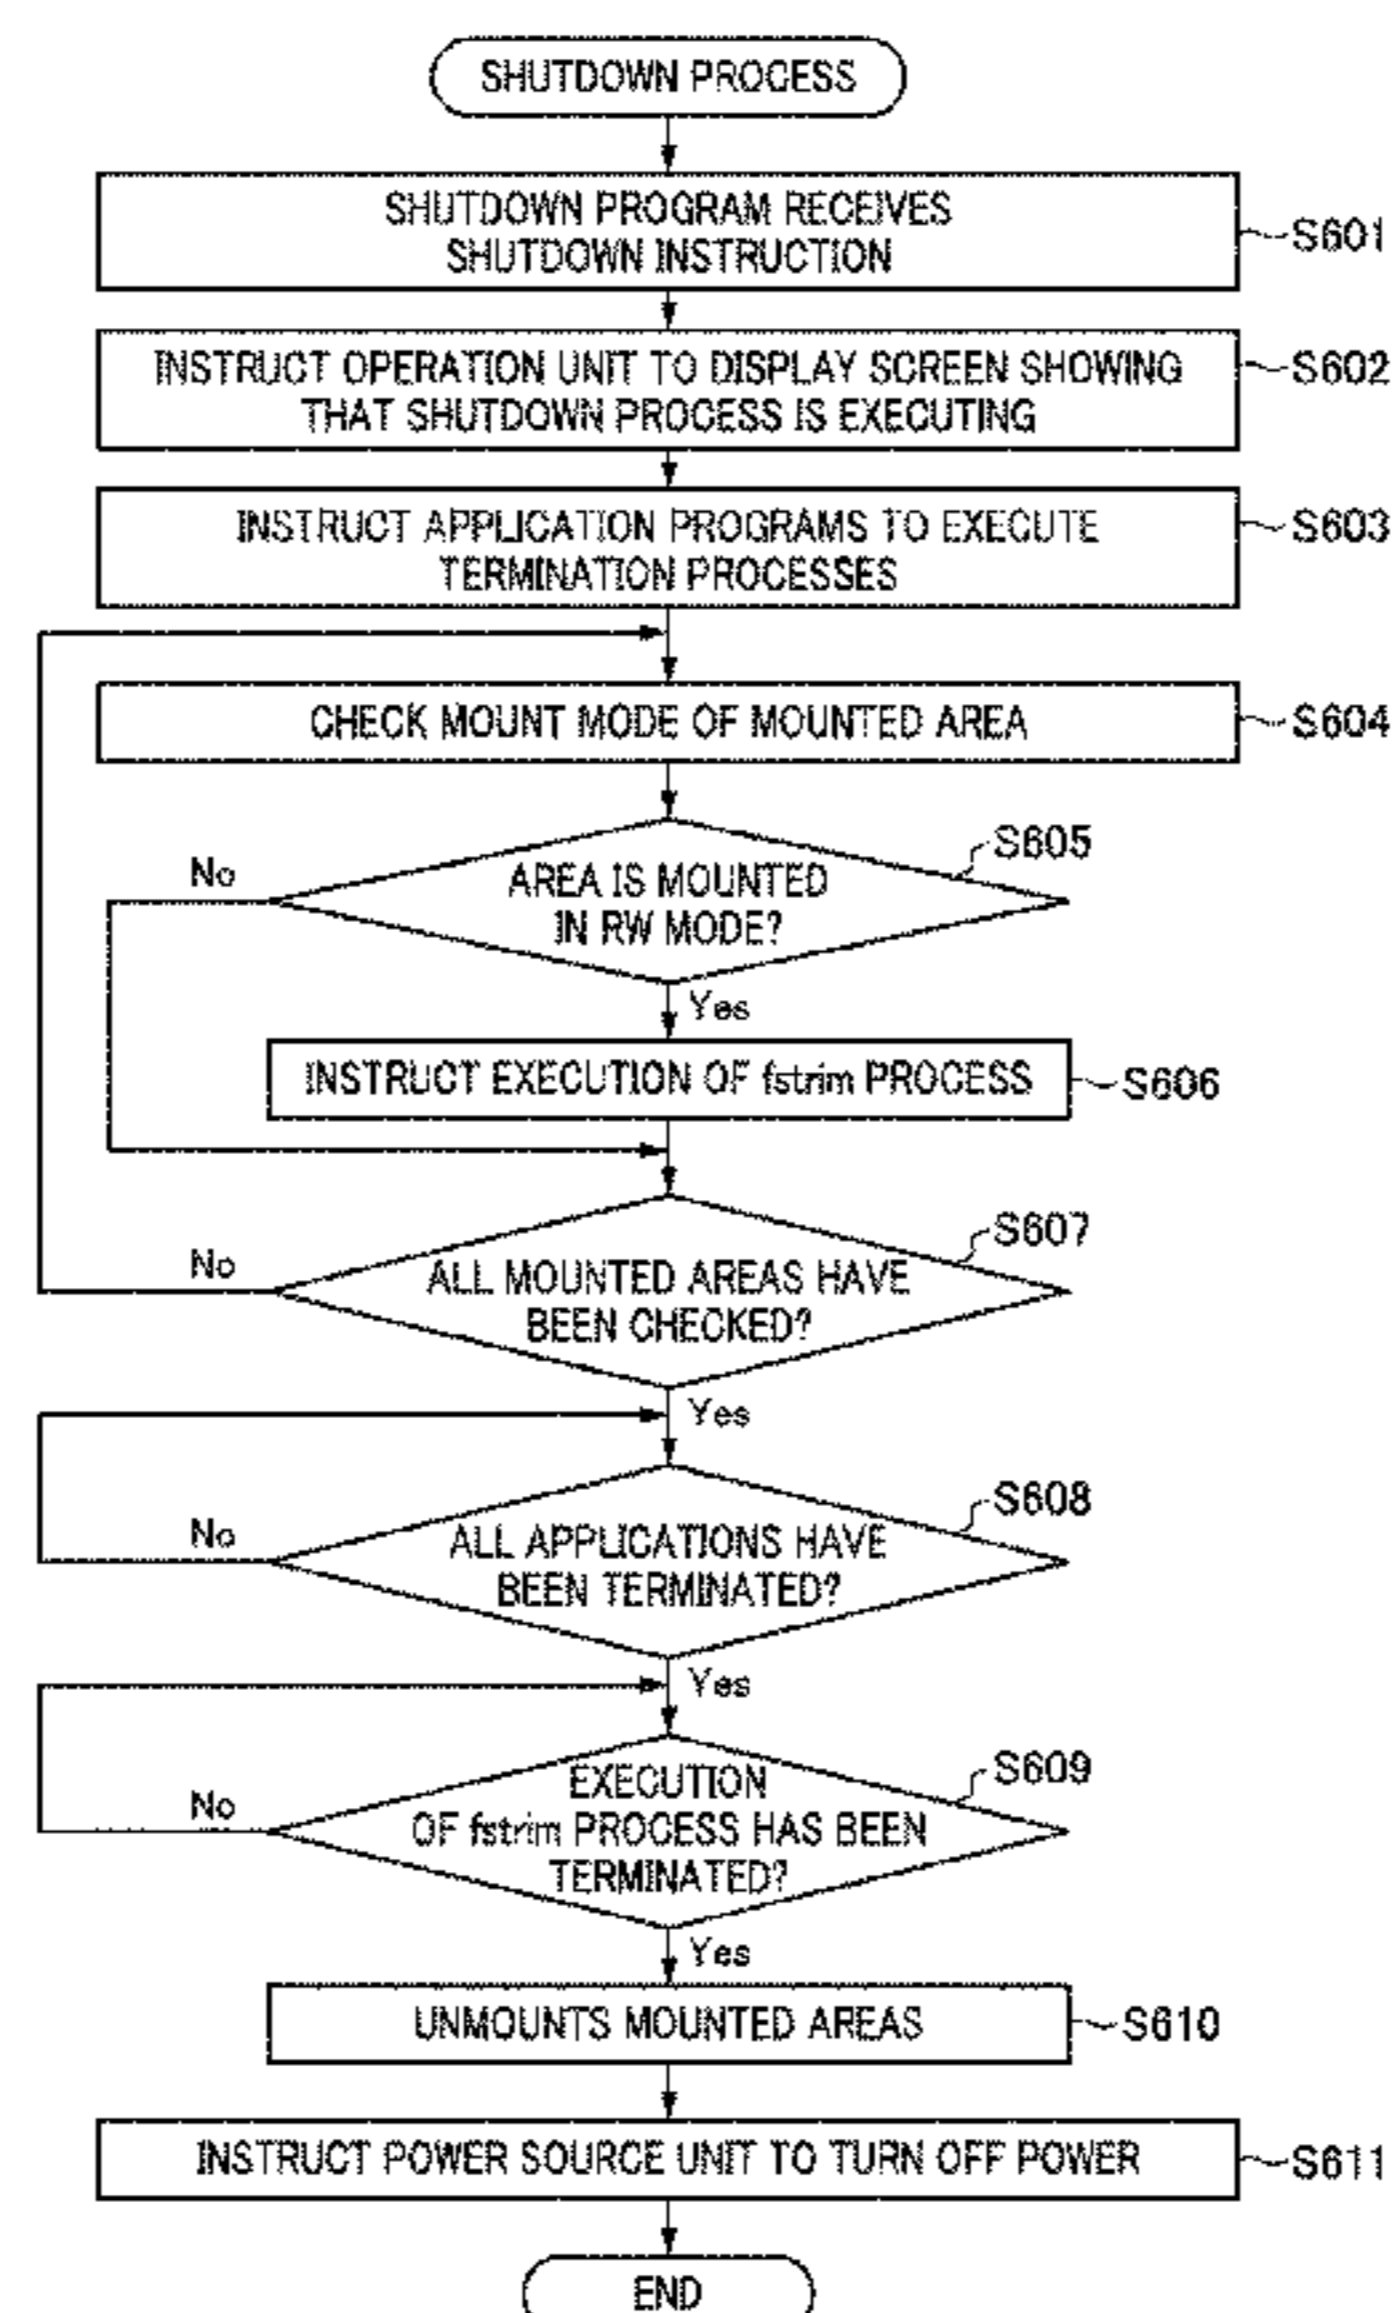 SHUTDOWN PROCESS
SHUTDOWN PROGRAM RECEIVES
SHUTDOWN INSTRUCTION
S601
INSTRUCT OPERATION UNIT TO DISPLAY SCREEN SHOWING
THAT SHUTDOWN PROCESS IS EXECUTING
S602
INSTRUCT APPLICATION PROGRAMS TO EXECUTE
TERMINATION PROCESSES
S603
CHECK MOUNT MODE OF MOUNTED AREA
S604
S605
No
AREA IS MOUNTED
IN RW MODE?
Yes
INSTRUCT EXECUTION OF fstrim PROCESS
S606
S607
No
ALL MOUNTED AREAS HAVE
BEEN CHECKED?
Yes
S608
No
ALL APPLICATIONS HAVE
BEEN TERMINATED?
Yes
S609
No
EXECUTION
OF fstrim PROCESS HAS BEEN
TERMINATED?
Yes
UNMOUNTS MOUNTED AREAS
S610
INSTRUCT POWER SOURCE UNIT TO TURN OFF POWER
S611
END